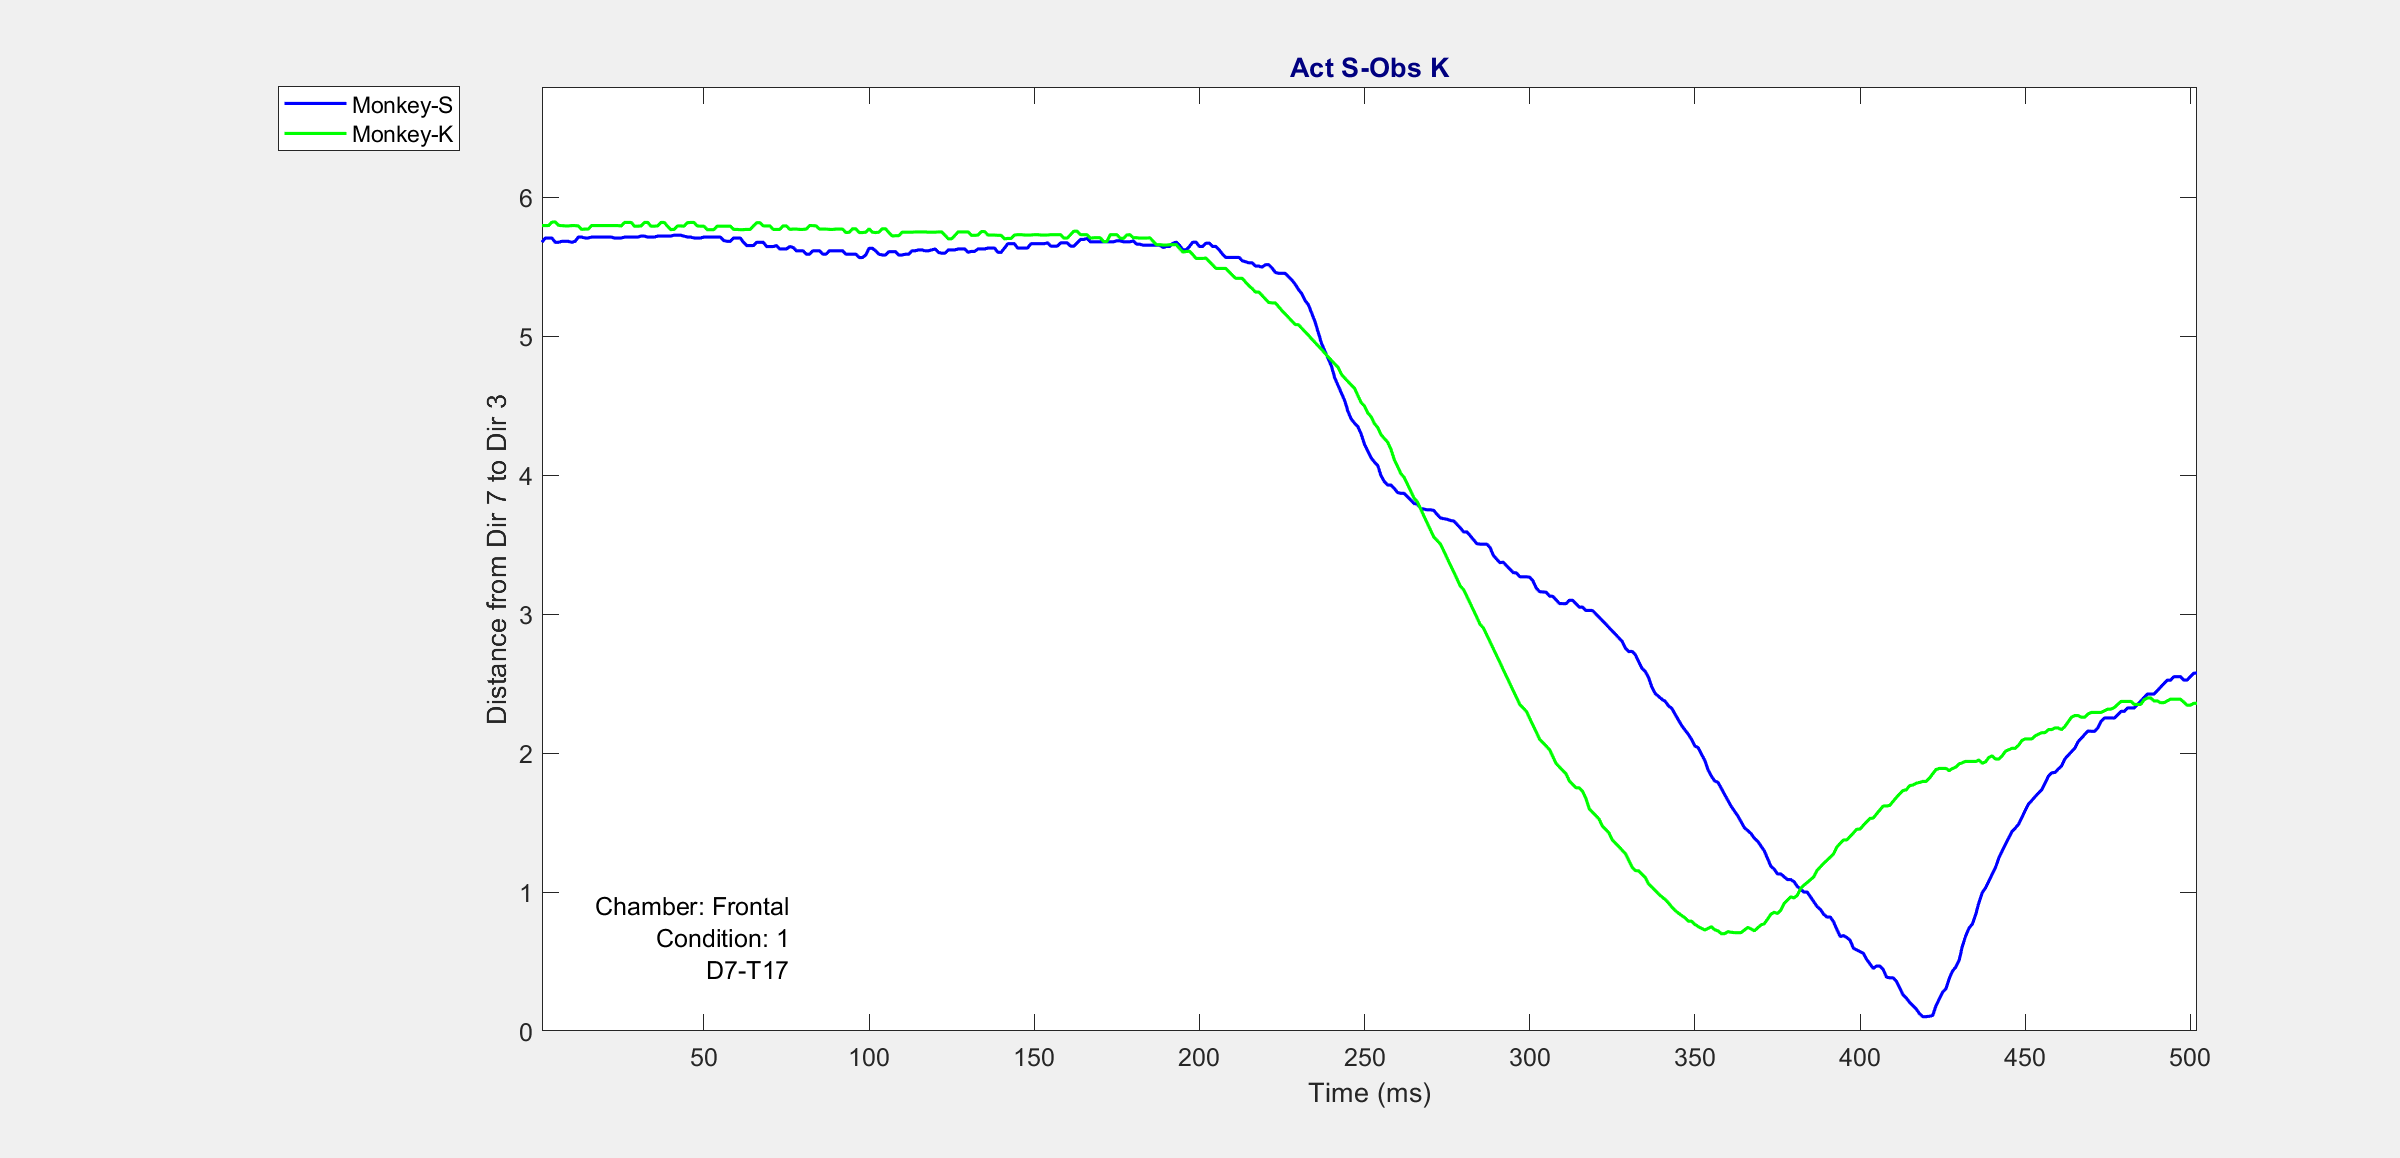 Act S-Obs K
Monkey-S
Monkey-K
Distance from Dir 7 to Dir 3
6
5
4
3
2
1
0
Chamber: Frontal
Condition: 1
D7-T17
50 100 150 200 250 300 350 400 450 500
Time (ms)